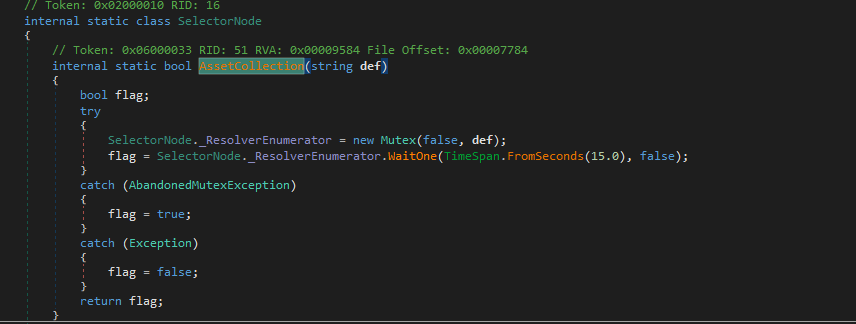 // Token: 0x02000010 RID: 16
internal static class SelectorNode
{
// Token: 0x06000033 RID: 51 RVA: 0x00009584 File Offset: 0x00007784
internal static bool AssetCollection(string def)
{
bool flag;
try
{
SelectorNode._ResolverEnumerator = new Mutex(false, def);
flag = SelectorNode._ResolverEnumerator.WaitOne(TimeSpan.FromSeconds(15.0), false);
}
catch (AbandonedMutexException)
{
flag = true;
}
catch (Exception)
{
flag = false;
}
return flag;
}